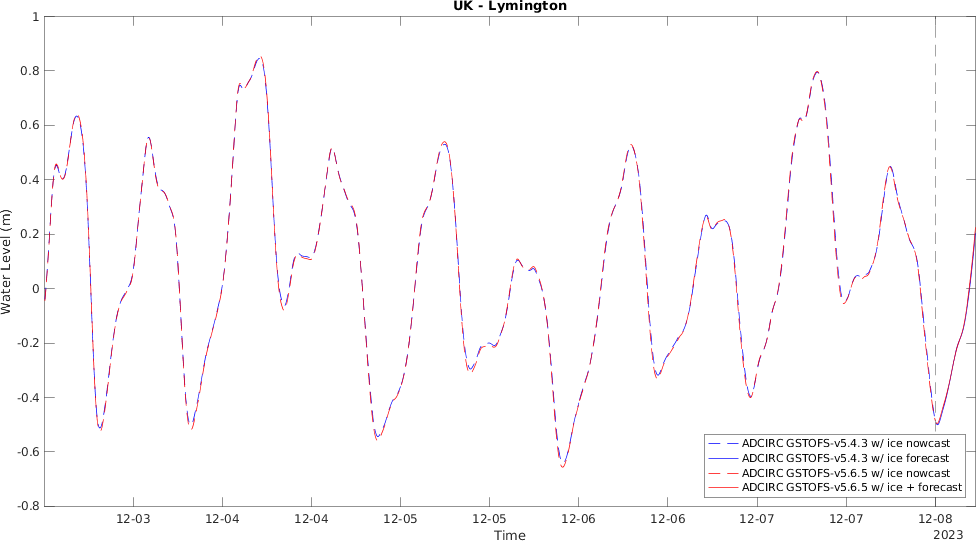 UK - Lymington
1
0.8
0.6
0.4
0.2
0
-0.2
-0.4
-0.6
-0.8
Water Level (m)
12-03 12-04 12-04 12-05 12-05 12-06 12-06 12-07 12-07 12-08
2023
Time
ADCIRC GSTOFS-v5.4.3 w/ ice nowcast
ADCIRC GSTOFS-v5.4.3 w/ ice forecast
ADCIRC GSTOFS-v5.6.5 w/ ice nowcast
ADCIRC GSTOFS-v5.6.5 w/ ice + forecast